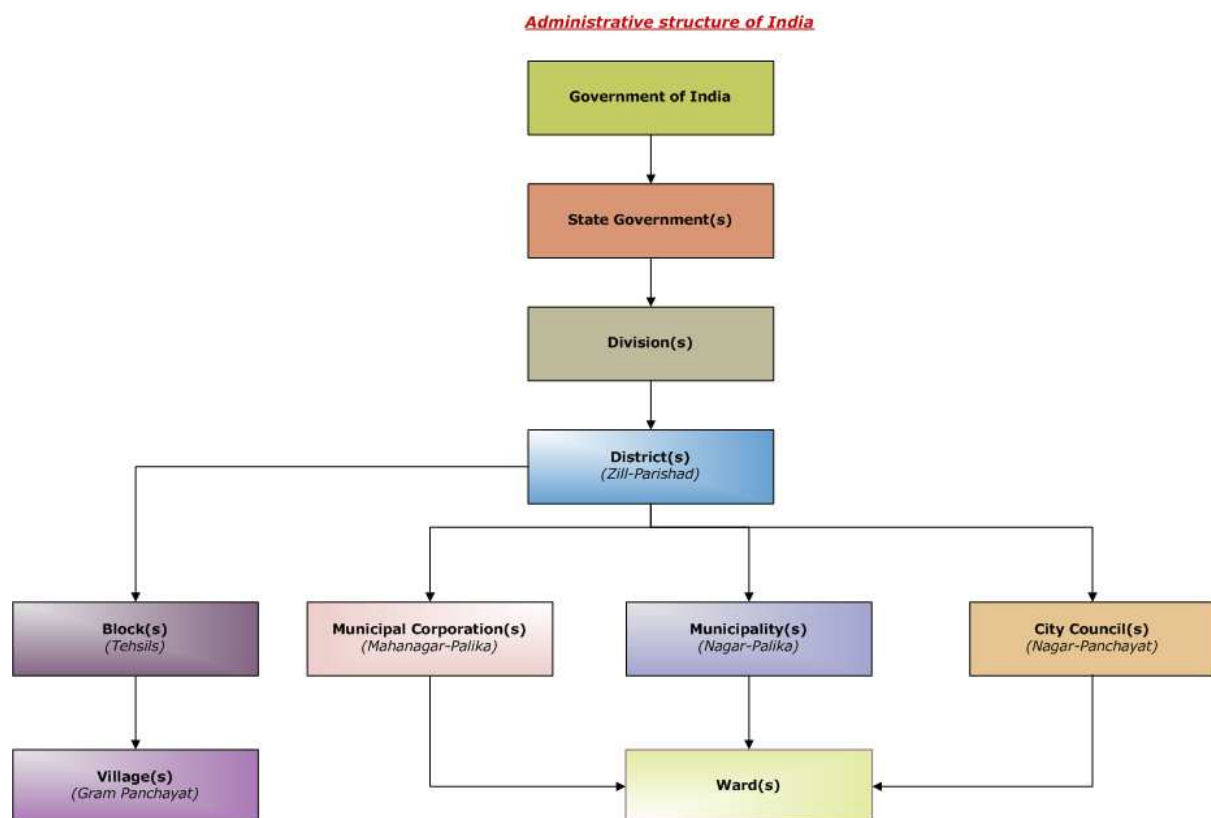 Administrative structure of India
Government of India
State Government(s)
Division(s)
District(s)
(Zill-Parishad)
Block(s)
(Tehsils)
Municipal Corporation(s)
(Mahanagar-Palika)
Municipality(s)
(Nagar-Palika)
City Council(s)
(Nagar-Panchayat)
Village(s)
(Gram Panchayat)
Ward(s)